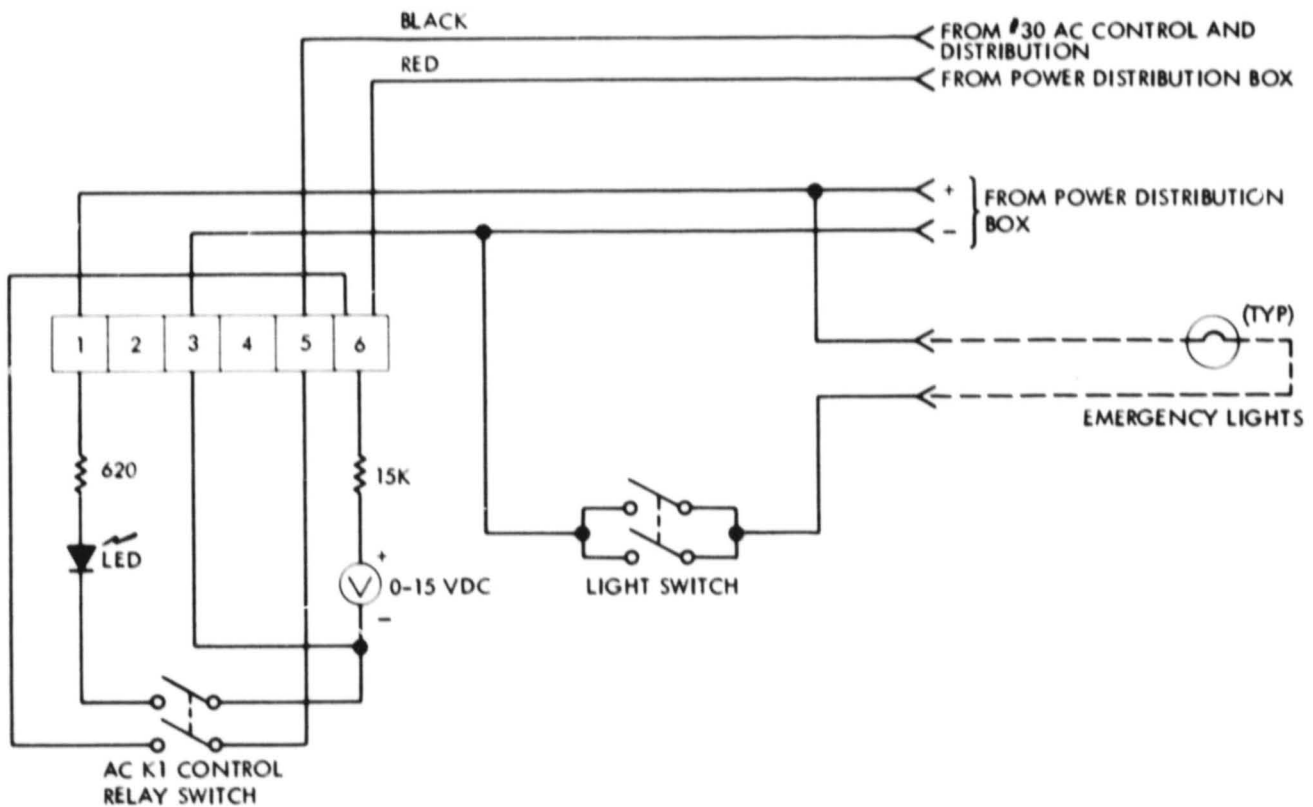 BLACK
FROM #30 AC CONTROL AND
DISTRIBUTION
RED
FROM POWER DISTRIBUTION BOX
+
FROM POWER DISTRIBUTION
BOX
–
(TYP)
1 2 3 4 5 6
EMERGENCY LIGHTS
620
15K
LED
+
V
0-15 VDC
–
LIGHT SWITCH
AC K1 CONTROL
RELAY SWITCH